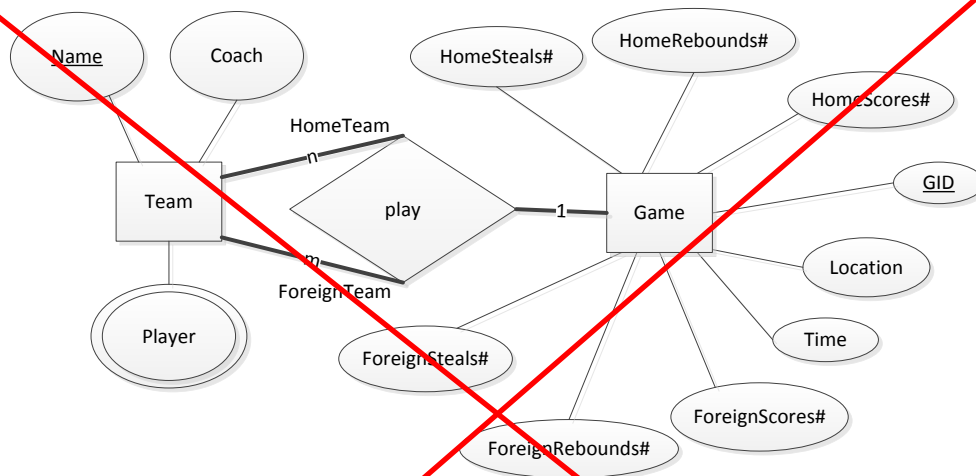 Name
Coach
HomeSteals#
HomeRebounds#
HomeScores#
HomeTeam
n
Team
play
1
Game
GID
m
ForeignTeam
Location
Player
ForeignSteals#
Time
ForeignScores#
ForeignRebounds#